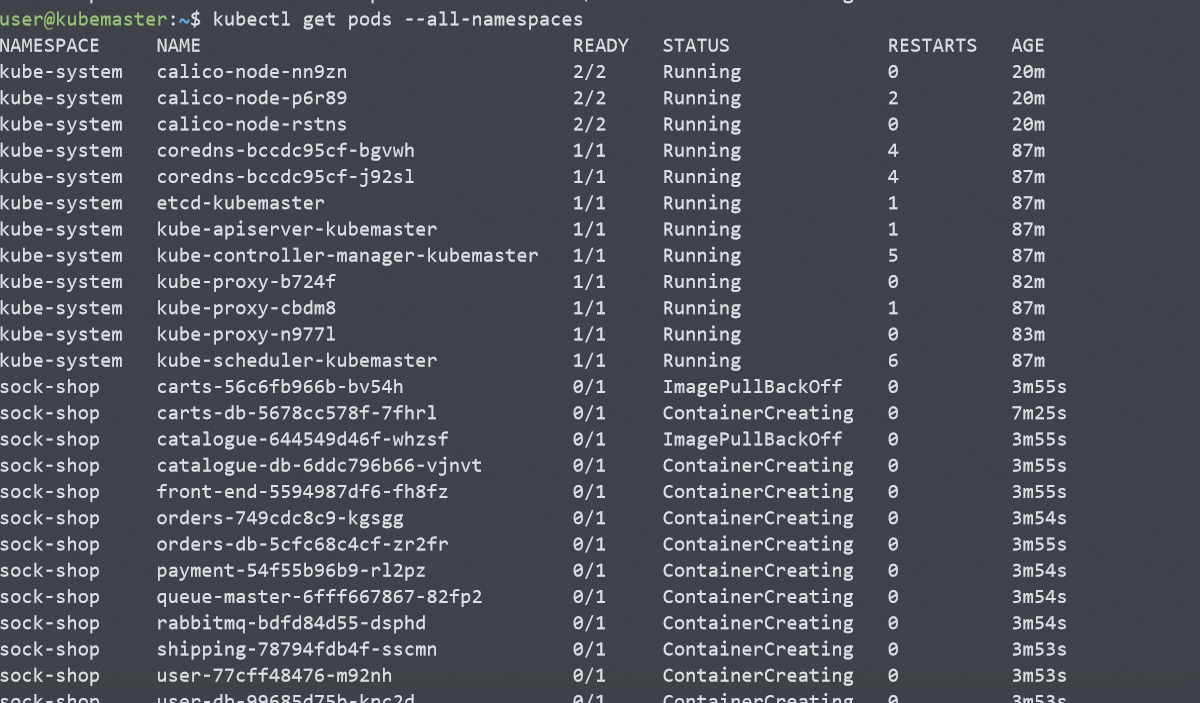 user@kubemaster:~$ kubectl get pods --all-namespaces
NAMESPACE NAME READY STATUS RESTARTS AGE
kube-system calico-node-nn9zn 2/2 Running 0 20m
kube-system calico-node-p6r89 2/2 Running 2 20m
kube-system calico-node-rstns 2/2 Running 0 20m
kube-system coredns-bccdc95cf-bgvwh 1/1 Running 4 87m
kube-system coredns-bccdc95cf-j92sl 1/1 Running 4 87m
kube-system etcd-kubemaster 1/1 Running 1 87m
kube-system kube-apiserver-kubemaster 1/1 Running 1 87m
kube-system kube-controller-manager-kubemaster 1/1 Running 5 87m
kube-system kube-proxy-b724f 1/1 Running 0 82m
kube-system kube-proxy-cbdm8 1/1 Running 1 87m
kube-system kube-proxy-n977l 1/1 Running 0 83m
kube-system kube-scheduler-kubemaster 1/1 Running 6 87m
sock-shop carts-56c6fb966b-bv54h 0/1 ImagePullBackOff 0 3m55s
sock-shop carts-db-5678cc578f-7fhrl 0/1 ContainerCreating 0 7m25s
sock-shop catalogue-644549d46f-whzsf 0/1 ImagePullBackOff 0 3m55s
sock-shop catalogue-db-6ddc796b66-vjnvt 0/1 ContainerCreating 0 3m55s
sock-shop front-end-5594987df6-fh8fz 0/1 ContainerCreating 0 3m55s
sock-shop orders-749cdc8c9-kgsgg 0/1 ContainerCreating 0 3m54s
sock-shop orders-db-5cfc68c4cf-zr2fr 0/1 ContainerCreating 0 3m55s
sock-shop payment-54f55b96b9-rl2pz 0/1 ContainerCreating 0 3m54s
sock-shop queue-master-6fff667867-82fp2 0/1 ContainerCreating 0 3m54s
sock-shop rabbitmq-bdfd84d55-dsphd 0/1 ContainerCreating 0 3m54s
sock-shop shipping-78794fdb4f-sscmn 0/1 ContainerCreating 0 3m53s
sock-shop user-77cff48476-m92nh 0/1 ContainerCreating 0 3m53s
sock-shop 0/1 ContainerCreating 0 3m53s